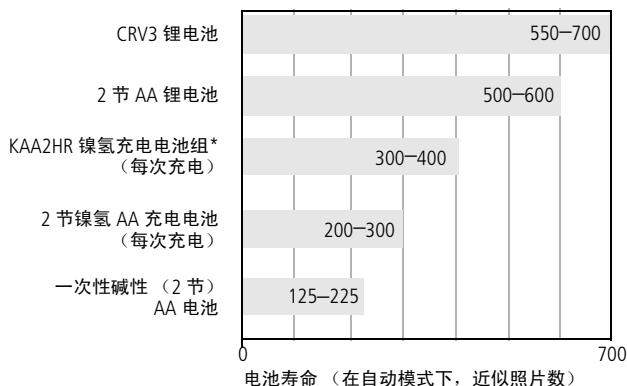 CRV3 锂电池
550–700
2 节 AA 锂电池
500–600
KAA2HR 镍氢充电电池组*
（每次充电）
300–400
2 节镍氢 AA 充电电池
（每次充电）
200–300
一次性碱性 （2 节）
AA 电池
125–225
0
700
电池寿命 （在自动模式下，近似照片数）